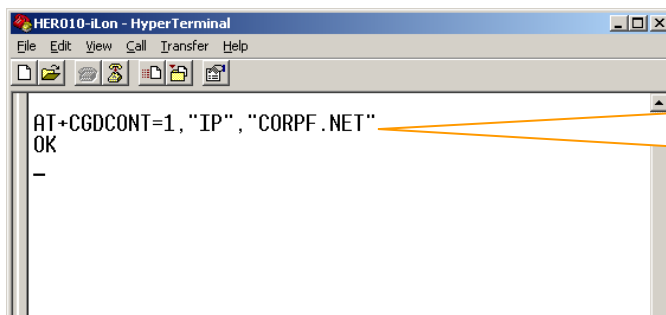 HER010-iLon - HyperTerminal
File Edit View Call Transfer Help
AT+CGDCONT=1,"IP","CORPF.NET"
OK